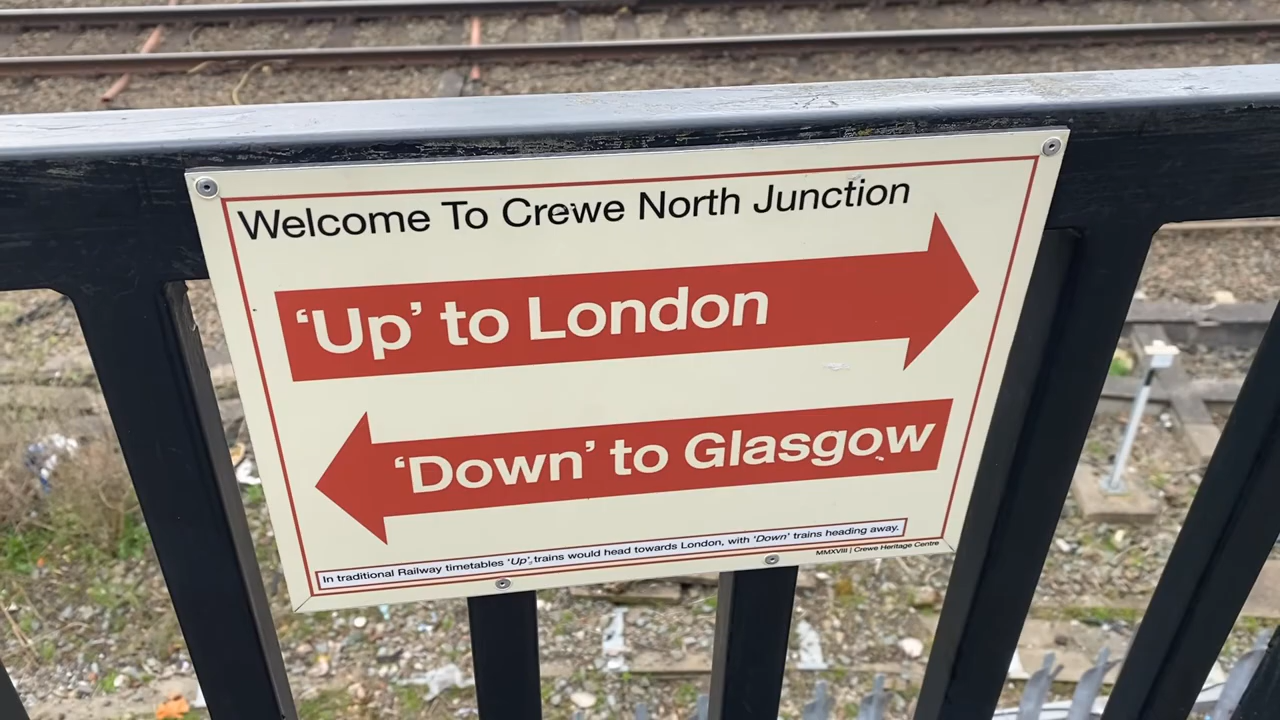 Welcome To Crewe North Junction
‘Up’ to London
‘Down’ to Glasgow
In traditional Railway timetables ‘Up’, trains would head towards London, with ‘Down’ trains heading away.
MMXVIII | Crewe Heritage Centre